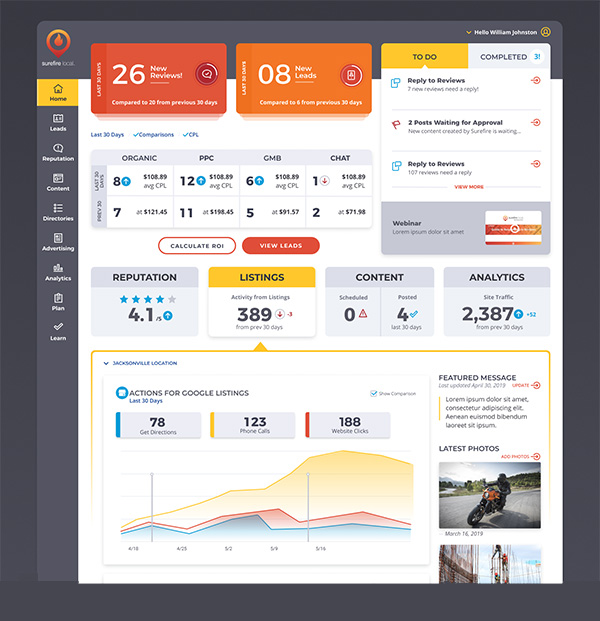 surefire local.
Hello William Johnston
Home
Leads
Reputation
Content
Directories
Advertising
Analytics
Plan
Learn
LAST 30 DAYS
26 New Reviews!
Compared to 20 from previous 30 days
LAST 30 DAYS
08 New Leads
Compared to 6 from previous 30 days
TO DO
COMPLETED 3!
Reply to Reviews
7 new reviews need a reply!
2 Posts Waiting for Approval
New content created by Surefire is waiting...
Reply to Reviews
107 reviews need a reply
VIEW MORE
Webinar
Lorem ipsum dolor sit amet
Last 30 Days Comparisons CPL
ORGANIC PPC GMB CHAT
LAST 30 DAYS
8 $108.89 avg CPL
12 $108.89 avg CPL
6 $108.89 avg CPL
1 $108.89 avg CPL
PREV 30
7 at $121.45
11 at $198.45
5 at $91.57
2 at $71.98
CALCULATE ROI
VIEW LEADS
REPUTATION
4.1 /5
LISTINGS
Activity from Listings
389 -3
from prev 30 days
CONTENT
Scheduled Posted
0 4
last 30 days
ANALYTICS
Site Traffic
2,387 +52
from prev 30 days
JACKSONVILLE LOCATION
ACTIONS FOR GOOGLE LISTINGS
Last 30 Days
Show Comparison
78
Get Directions
123
Phone Calls
188
Website Clicks
4/18 4/25 5/2 5/9 5/16
FEATURED MESSAGE
Last updated April 30, 2019 UPDATE
Lorem ipsum dolor sit amet,
consectetur adipiscing elit.
Aenean euismod bibendum
laoreet sit ipsum.
LATEST PHOTOS
ADD PHOTOS
March 16, 2019